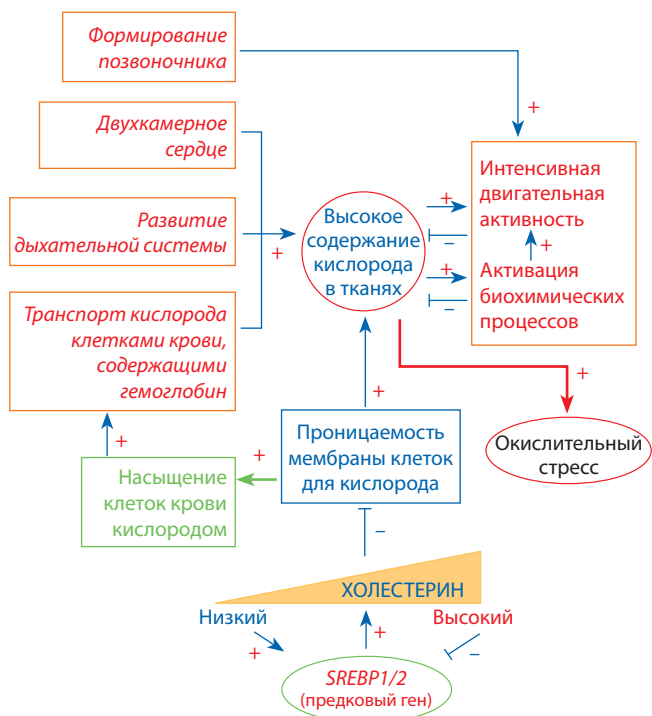 Формирование
позвоночника
+
Двухкамерное
сердце
Развитие
дыхательной системы
+
Транспорт кислорода
клетками крови,
содержащими
гемоглобин
Высокое
содержание
кислорода
в тканях
+
–
+
–
Интенсивная
двигательная
активность
+
Активация
биохимических
процессов
+
Окислительный
стресс
+
+
Насыщение
клеток крови
кислородом
+
Проницаемость
мембраны клеток
для кислорода
–
ХОЛЕСТЕРИН
Низкий
Высокий
+
+
–
SREBP1/2
(предковый ген)